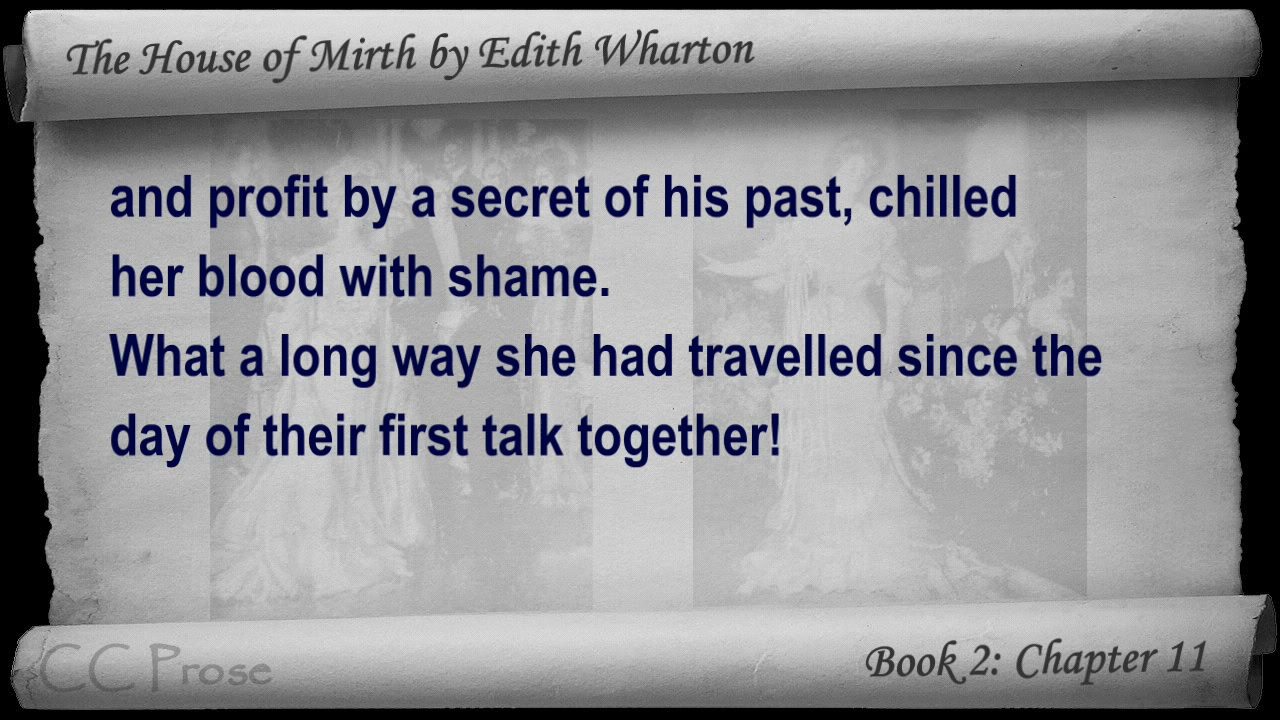 The House of Mirth by Edith Wharton
and profit by a secret of his past, chilled
her blood with shame.
What a long way she had travelled since the
day of their first talk together!
CC Prose
Book 2: Chapter 11